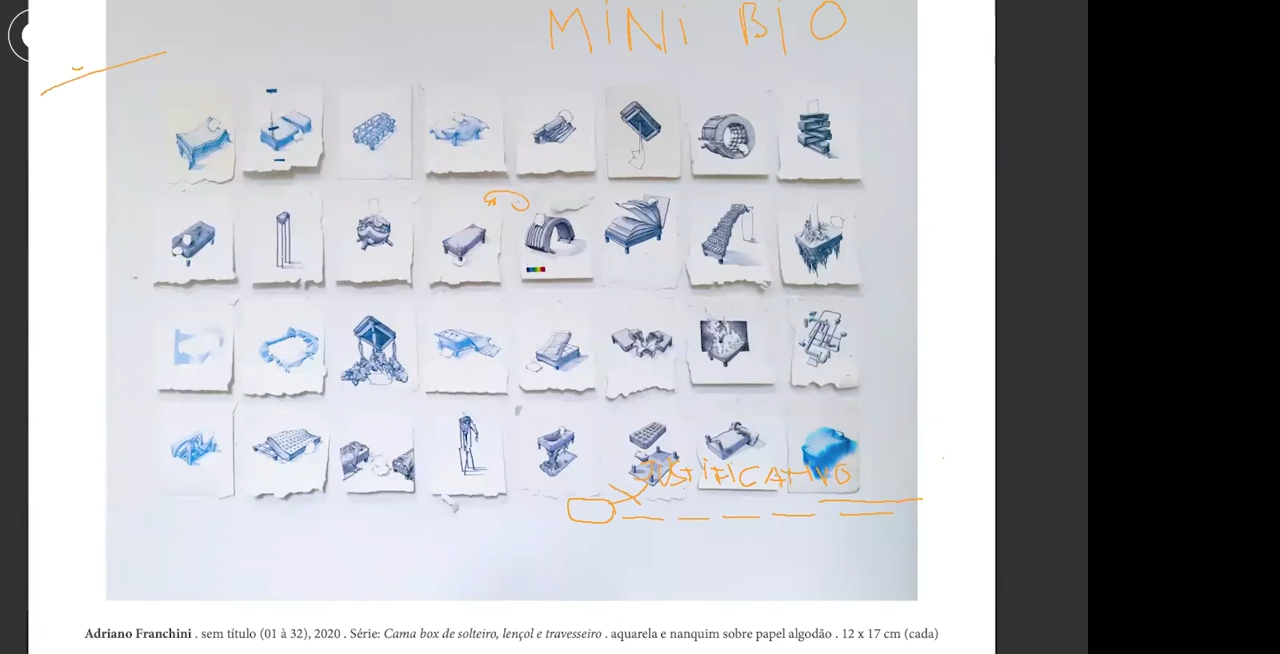 MiNi BIO
JUSTIFICATIVO
Adriano Franchini . sem título (01 à 32), 2020 . Série: Cama box de solteiro, lençol e travesseiro . aquarela e nanquim sobre papel algodão . 12 x 17 cm (cada)